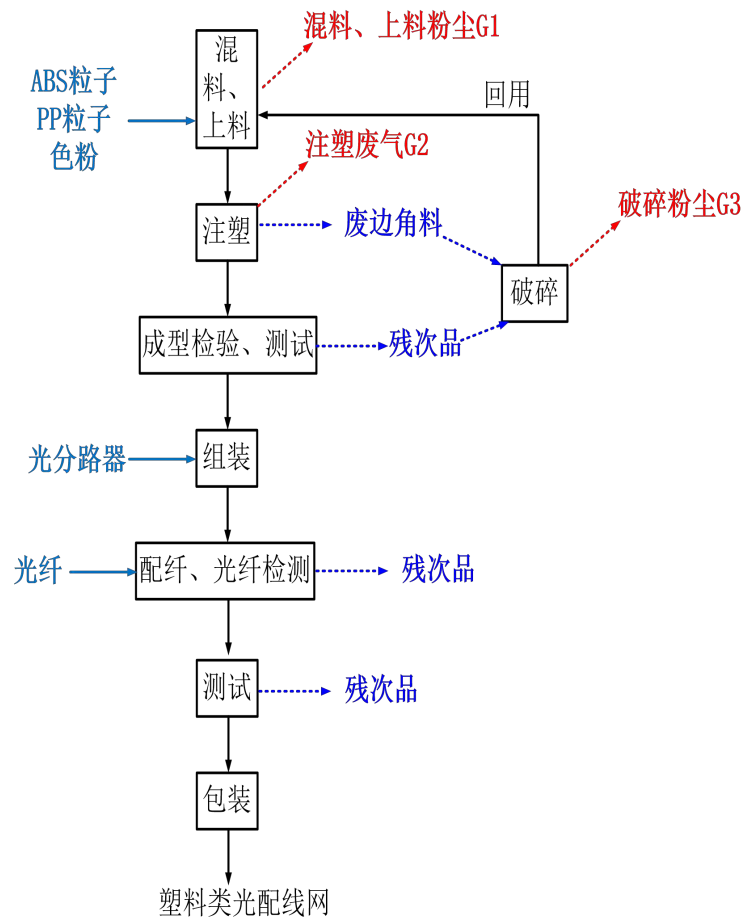 混料、上料粉尘G1
混
料、
上料
ABS粒子
PP粒子
色粉
回用
注塑废气G2
注塑
废边角料
破碎粉尘G3
破碎
成型检验、测试
残次品
光分路器
组装
光纤
配纤、光纤检测
残次品
测试
残次品
包装
塑料类光配线网